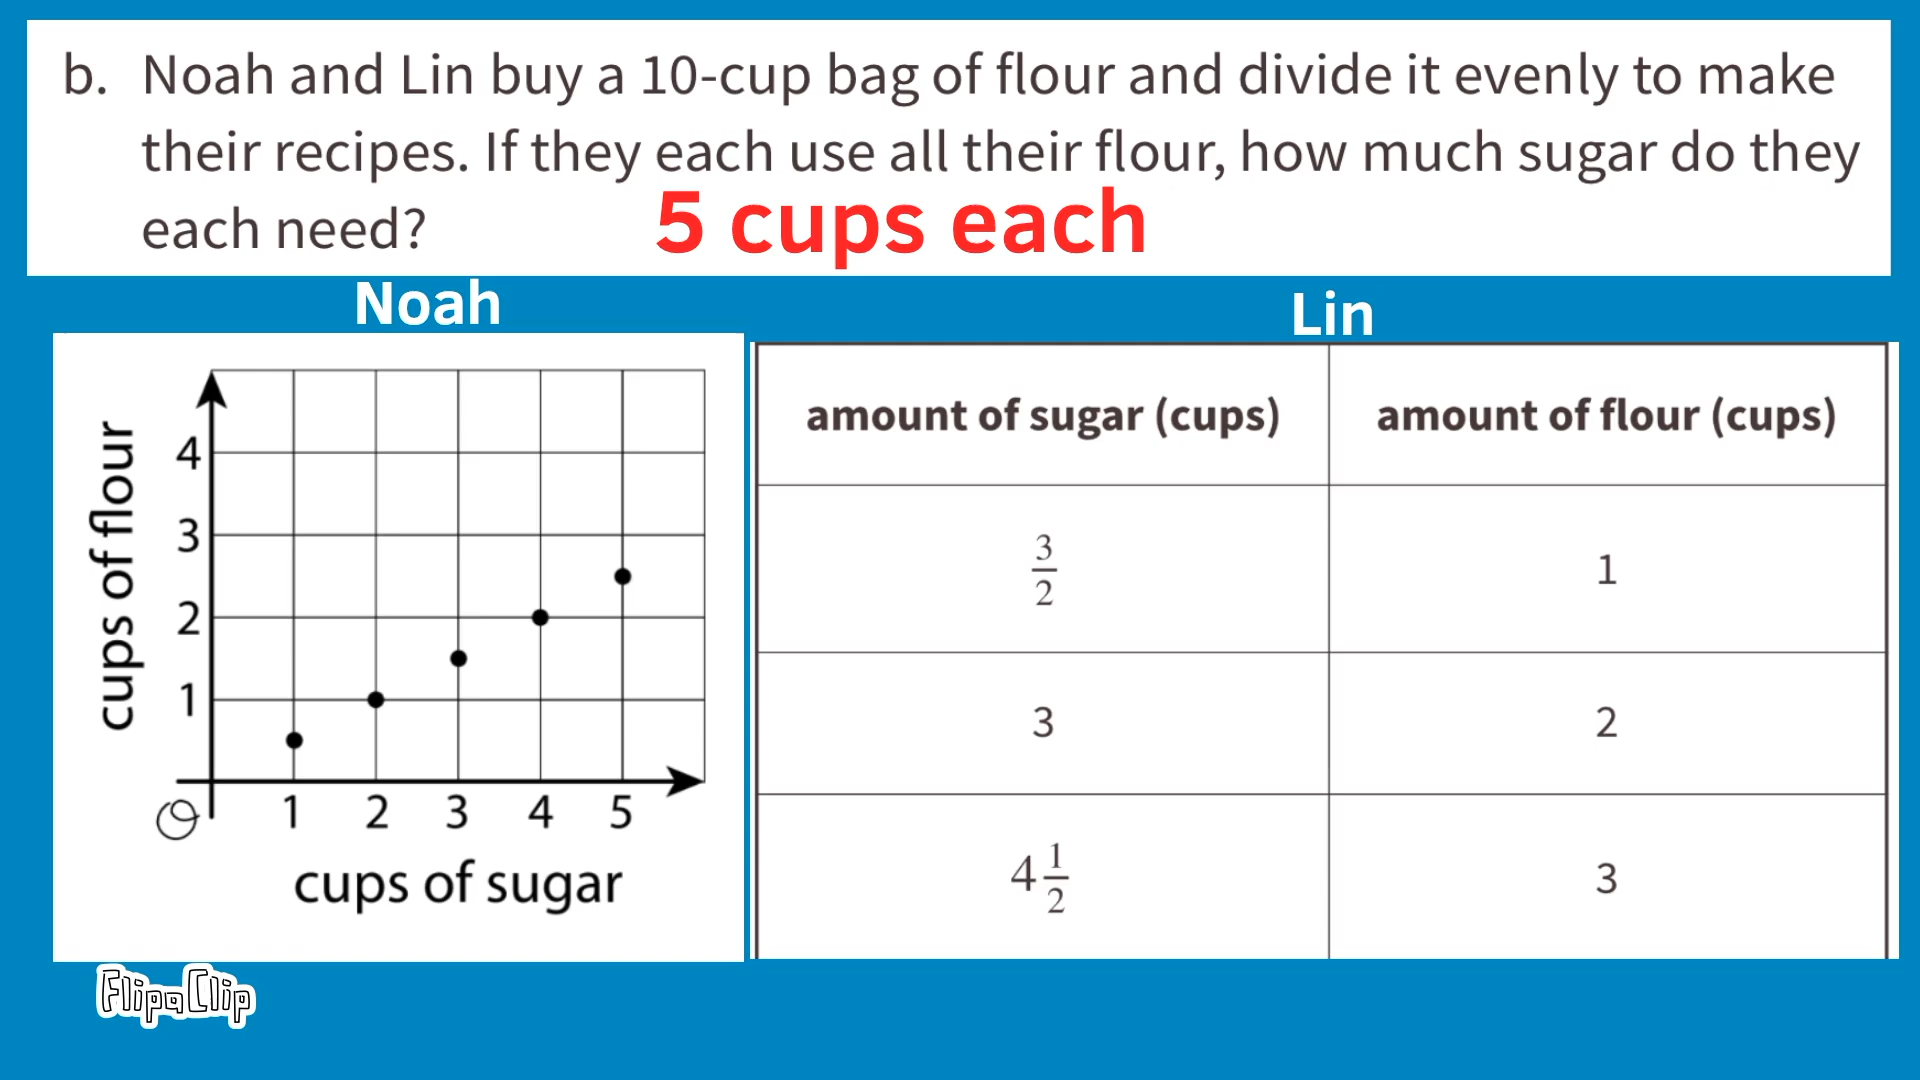 b. Noah and Lin buy a 10-cup bag of flour and divide it evenly to make
their recipes. If they each use all their flour, how much sugar do they
each need?
5 cups each
Noah
Lin
cups of flour
4
3
2
1
O
1 2 3 4 5
cups of sugar
amount of sugar (cups) amount of flour (cups)
3/2 1
3 2
4 1/2 3
FlipaClip